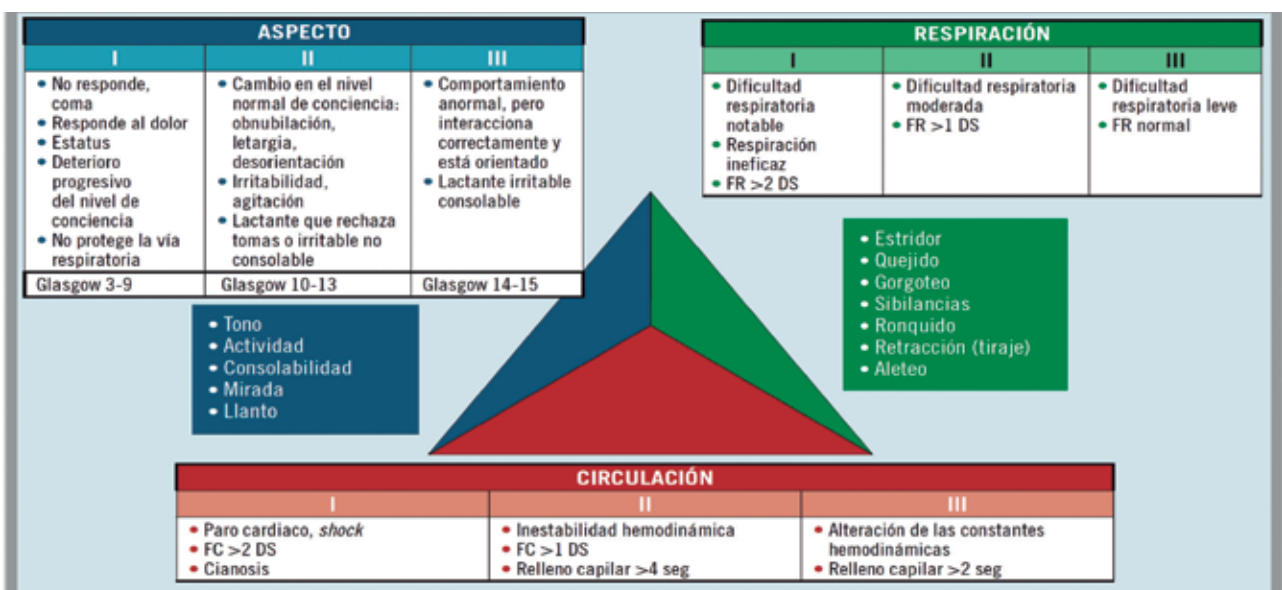 ASPECTO
I
II
III
• No responde,
coma
• Responde al dolor
• Estatus
• Deterioro
progresivo
del nivel de
conciencia
• No protege la vía
respiratoria
• Cambio en el nivel
normal de conciencia:
obnubilación,
letargia,
desorientación
• Irritabilidad,
agitación
• Lactante que rechaza
tomas o irritable no
consolable
• Comportamiento
anormal, pero
interacciona
correctamente y
está orientado
• Lactante irritable
consolable
Glasgow 3-9
Glasgow 10-13
Glasgow 14-15
• Tono
• Actividad
• Consolabilidad
• Mirada
• Llanto
RESPIRACIÓN
I
II
III
• Dificultad
respiratoria
notable
• Respiración
ineficaz
• FR >2 DS
• Dificultad respiratoria
moderada
• FR >1 DS
• Dificultad
respiratoria leve
• FR normal
• Estridor
• Quejido
• Gorgoteo
• Sibilancias
• Ronquido
• Retracción (tiraje)
• Aleteo
CIRCULACIÓN
I
II
III
• Paro cardiaco, shock
• FC >2 DS
• Cianosis
• Inestabilidad hemodinámica
• FC >1 DS
• Relleno capilar >4 seg
• Alteración de las constantes
hemodinámicas
• Relleno capilar >2 seg